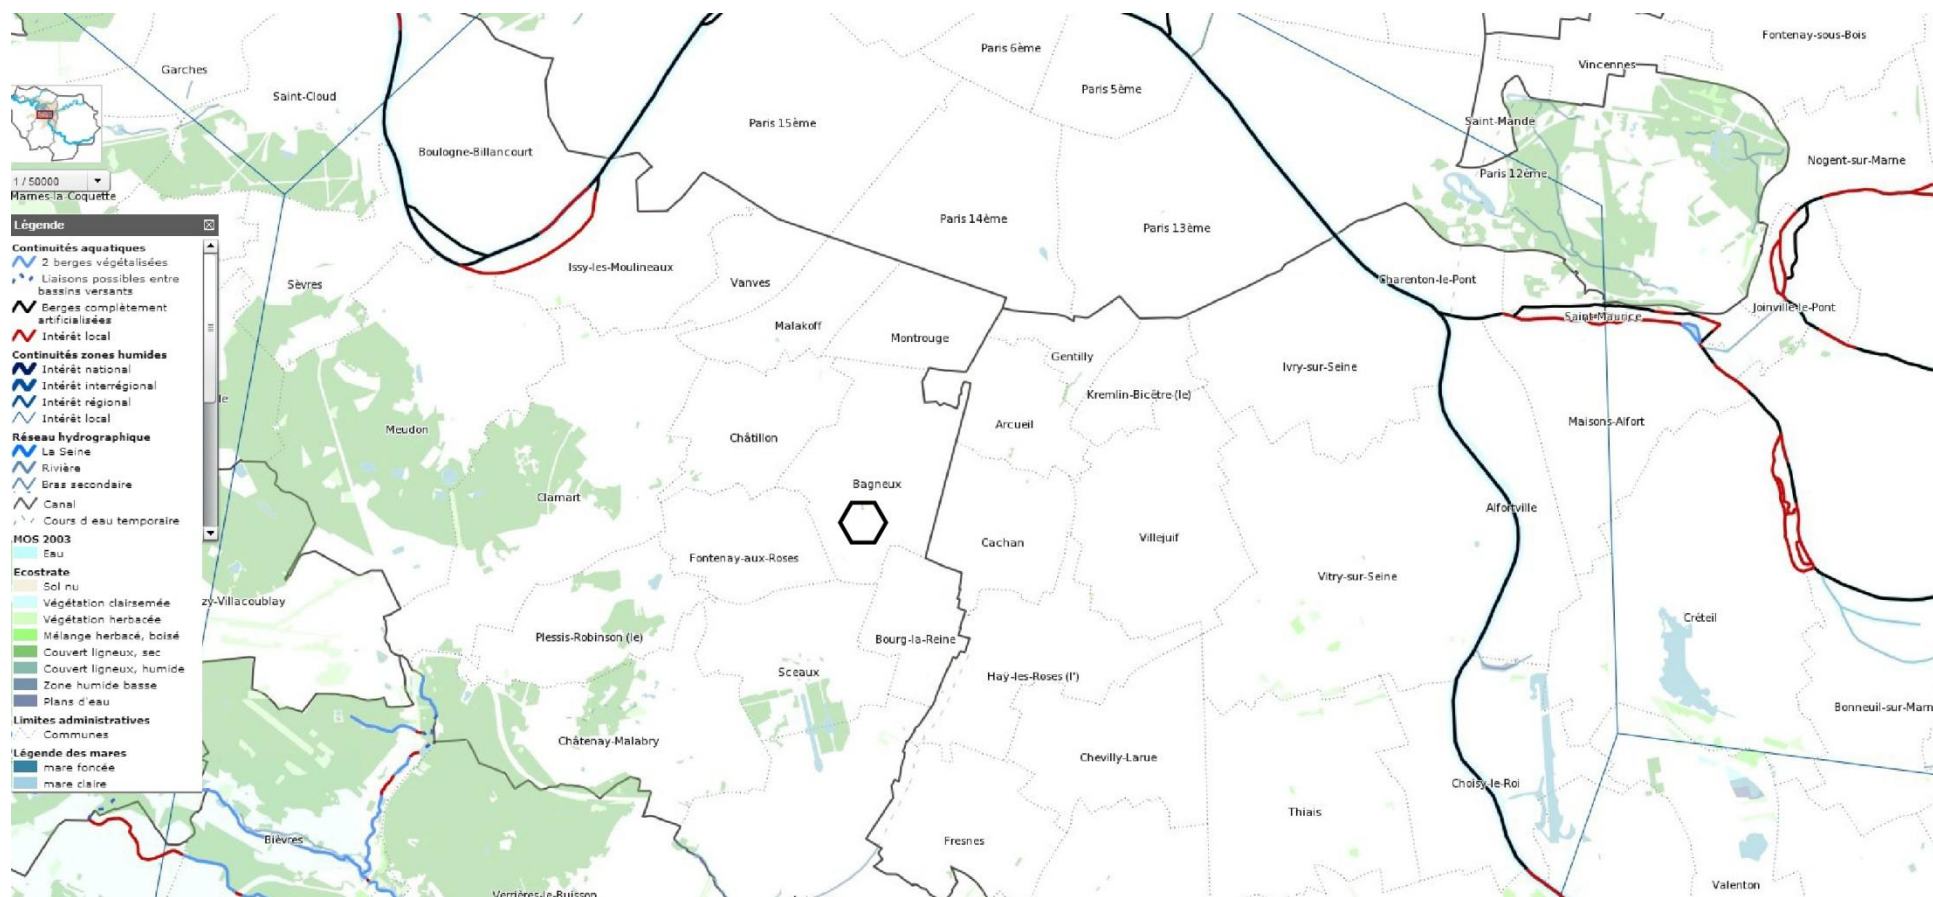 Fontenay-sous-Bois
Paris 6ème
Vincennes
Garches
Saint-Cloud
Paris 5ème
Paris 15ème
Saint-Mande
Boulogne-Billancourt
Nogent-sur-Marne
Paris 12ème
1 / 50000
Marnes-la-Coquette
Légende
Paris 14ème
Paris 13ème
Continuités aquatiques
2 berges végétalisées
Liaisons possibles entre
bassins versants
Berges complètement
artificialisées
Intérêt local
Continuités zones humides
Intérêt national
Intérêt interrégional
Intérêt régional
Intérêt local
Réseau hydrographique
La Seine
Rivière
Bras secondaire
Canal
Cours d eau temporaire
MOS 2003
Eau
Ecostrate
Sol nu
Végétation clairsemée
Végétation herbacée
Mélange herbacé, boisé
Couvert ligneux, sec
Couvert ligneux, humide
Zone humide basse
Plans d'eau
Limites administratives
Communes
Légende des mares
mare foncée
mare claire
Issy-les-Moulineaux
Sèvres
Vanves
Charenton-le-Pont
Joinville-le-Pont
Saint-Maurice
Malakoff
Montrouge
Gentilly
Ivry-sur-Seine
Kremlin-Bicètre (le)
le
Meudon
Châtillon
Arcueil
Maisons-Alfort
Bagneux
Clamart
Alfortville
Cachan
Villejuif
Fontenay-aux-Roses
Vitry-sur-Seine
zy-Villacoublay
Créteil
Plessis-Robinson (le)
Bourg-la-Reine
Sceaux
Haÿ-les-Roses (l')
Bonneuil-sur-Marn
Châtenay-Malabry
Chevilly-Larue
Choisy-le-Roi
Thiais
Bièvres
Fresnes
Valenton
Verrières-le-Buisson